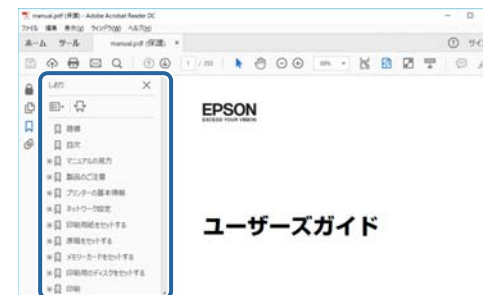 manual.pdf (保護) - Adobe Acrobat Reader DC
ファイル 編集 表示(V) ウィンドウ(W) ヘルプ(H)
ホーム ツール manual.pdf (保護) ×
1 / 253
しおり
EPSON
EXCEED YOUR VISION
商標
目次
マニュアルの見方
製品のご注意
プリンターの基本情報
ネットワーク設定
印刷用紙をセットする
原稿をセットする
メモリーカードをセットする
印刷用のディスクをセットする
印刷
ユーザーズガイド